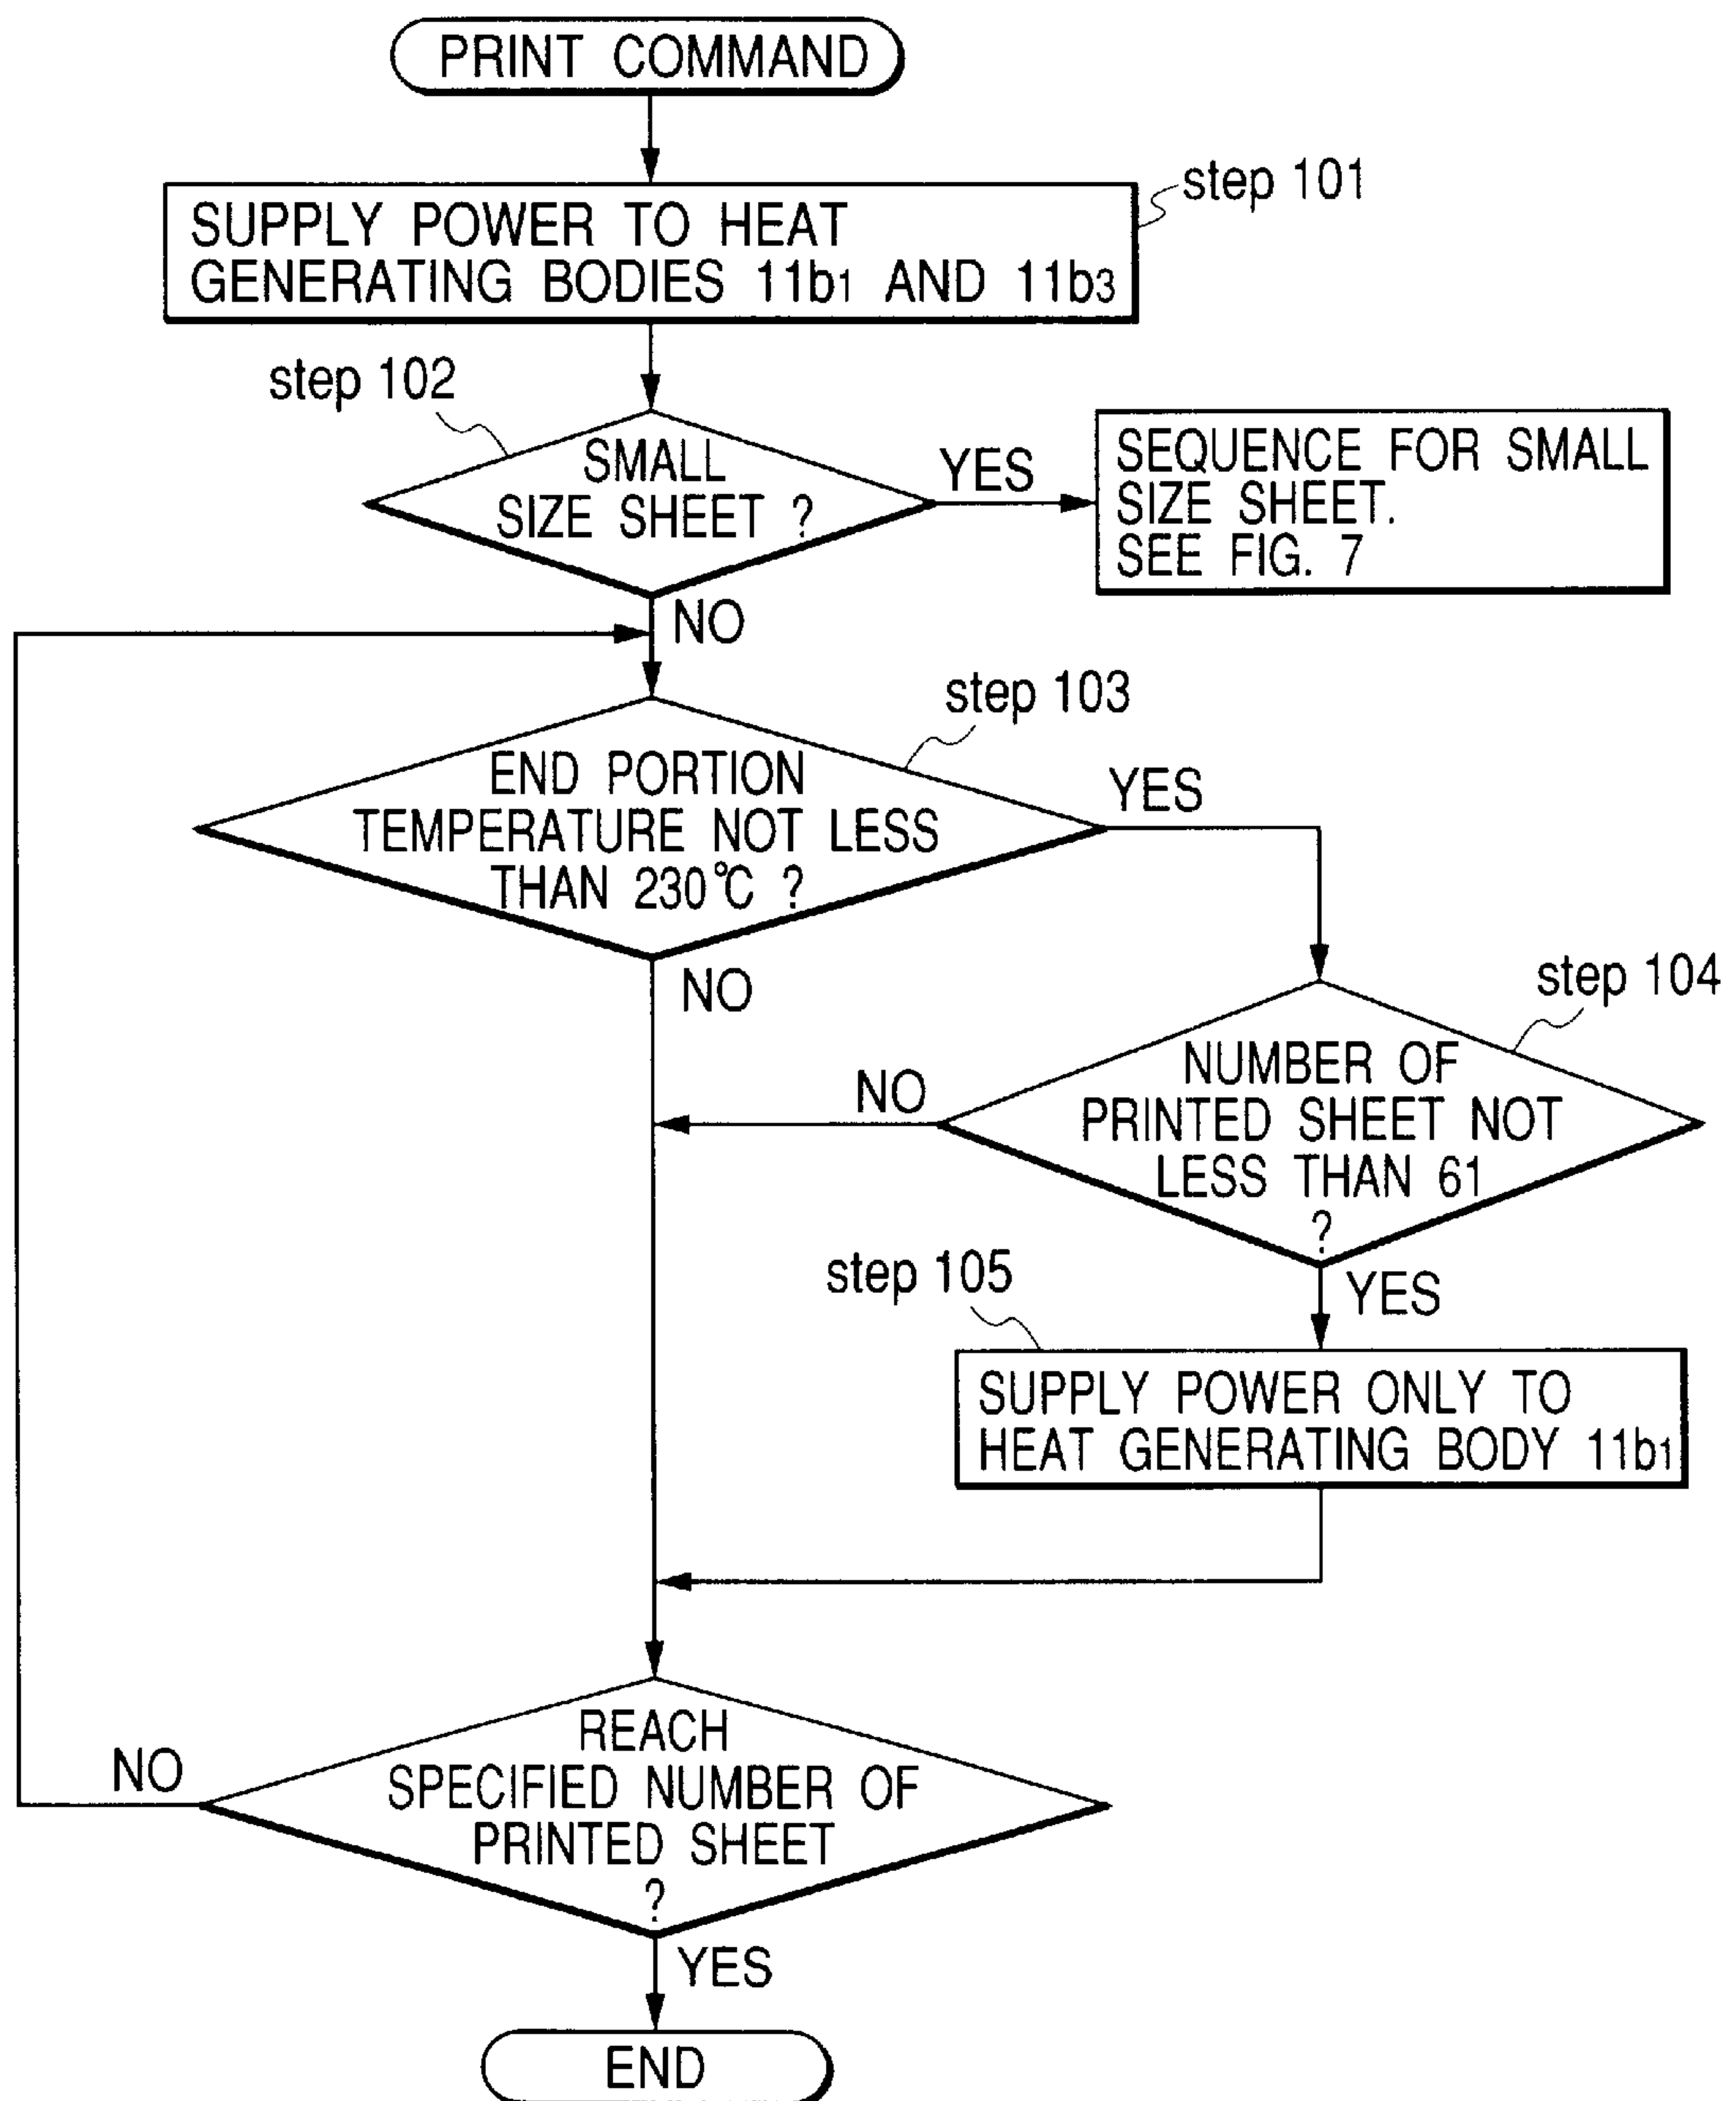 PRINT COMMAND
step 101
SUPPLY POWER TO HEAT
GENERATING BODIES 11b1 AND 11b3
step 102
SMALL
SIZE SHEET ?
YES
SEQUENCE FOR SMALL
SIZE SHEET.
SEE FIG. 7
NO
step 103
END PORTION
TEMPERATURE NOT LESS
THAN 230℃ ?
YES
NO
step 104
NUMBER OF
PRINTED SHEET NOT
LESS THAN 61
?
NO
YES
step 105
SUPPLY POWER ONLY TO
HEAT GENERATING BODY 11b1
REACH
SPECIFIED NUMBER OF
PRINTED SHEET
?
NO
YES
END